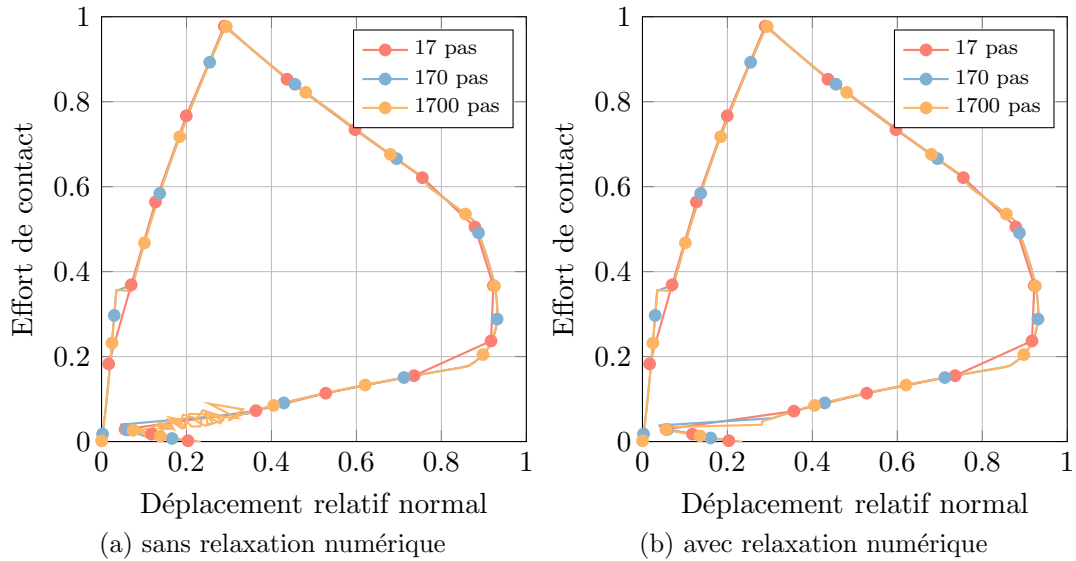 1
0.8
0.6
0.4
0.2
0
0 0.2 0.4 0.6 0.8 1
Effort de contact
Déplacement relatif normal
17 pas
170 pas
1700 pas
(a) sans relaxation numérique
1
0.8
0.6
0.4
0.2
0
0 0.2 0.4 0.6 0.8 1
Effort de contact
Déplacement relatif normal
17 pas
170 pas
1700 pas
(b) avec relaxation numérique